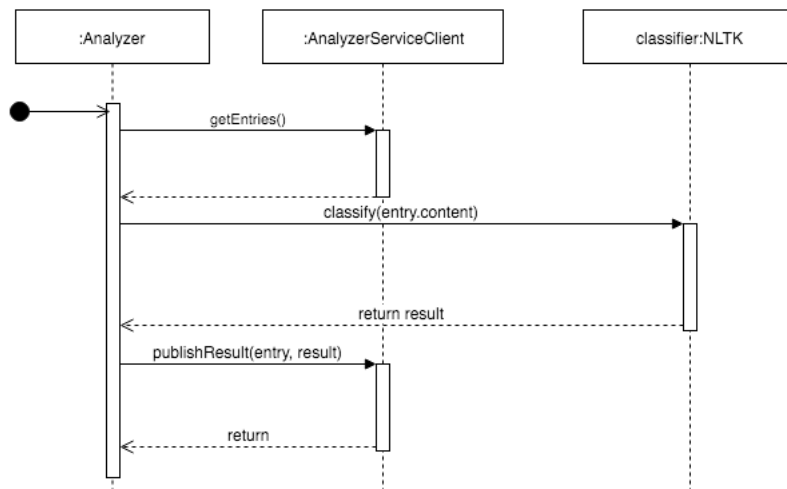 :Analyzer
:AnalyzerServiceClient
classifier:NLTK
getEntries()
classify(entry.content)
return result
publishResult(entry, result)
return